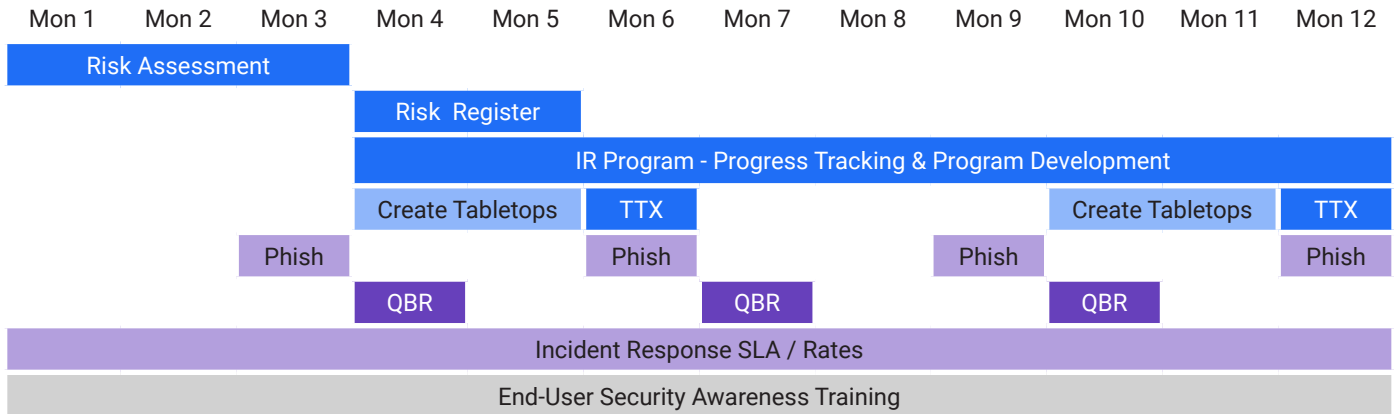 Mon 1 Mon 2 Mon 3 Mon 4 Mon 5 Mon 6 Mon 7 Mon 8 Mon 9 Mon 10 Mon 11 Mon 12
Risk Assessment
Risk Register
IR Program - Progress Tracking & Program Development
Create Tabletops TTX Create Tabletops TTX
Phish Phish Phish Phish
QBR QBR QBR
Incident Response SLA / Rates
End-User Security Awareness Training